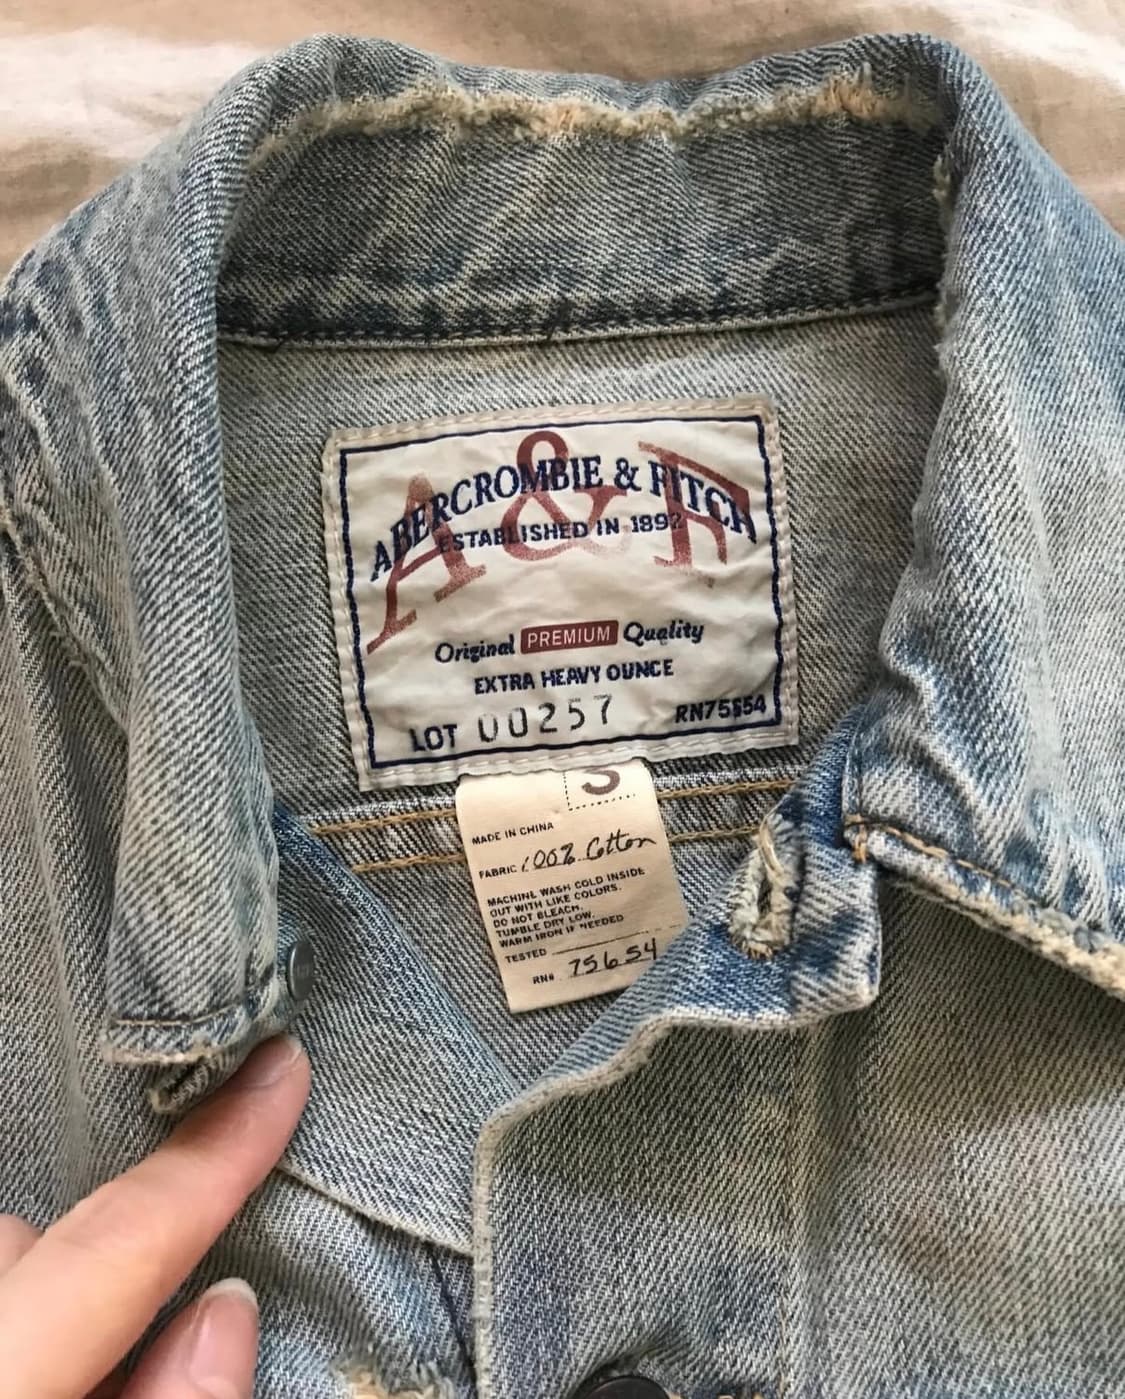 A & F
ABERCROMBIE & FITCH
ESTABLISHED IN 1892
Original PREMIUM Quality
EXTRA HEAVY OUNCE
LOT 00257 RN75654
S
MADE IN CHINA
FABRIC 100% Cotton
MACHINE WASH COLD INSIDE
OUT WITH LIKE COLORS.
DO NOT BLEACH.
TUMBLE DRY LOW.
WARM IRON IF NEEDED
TESTED
RN# 75654